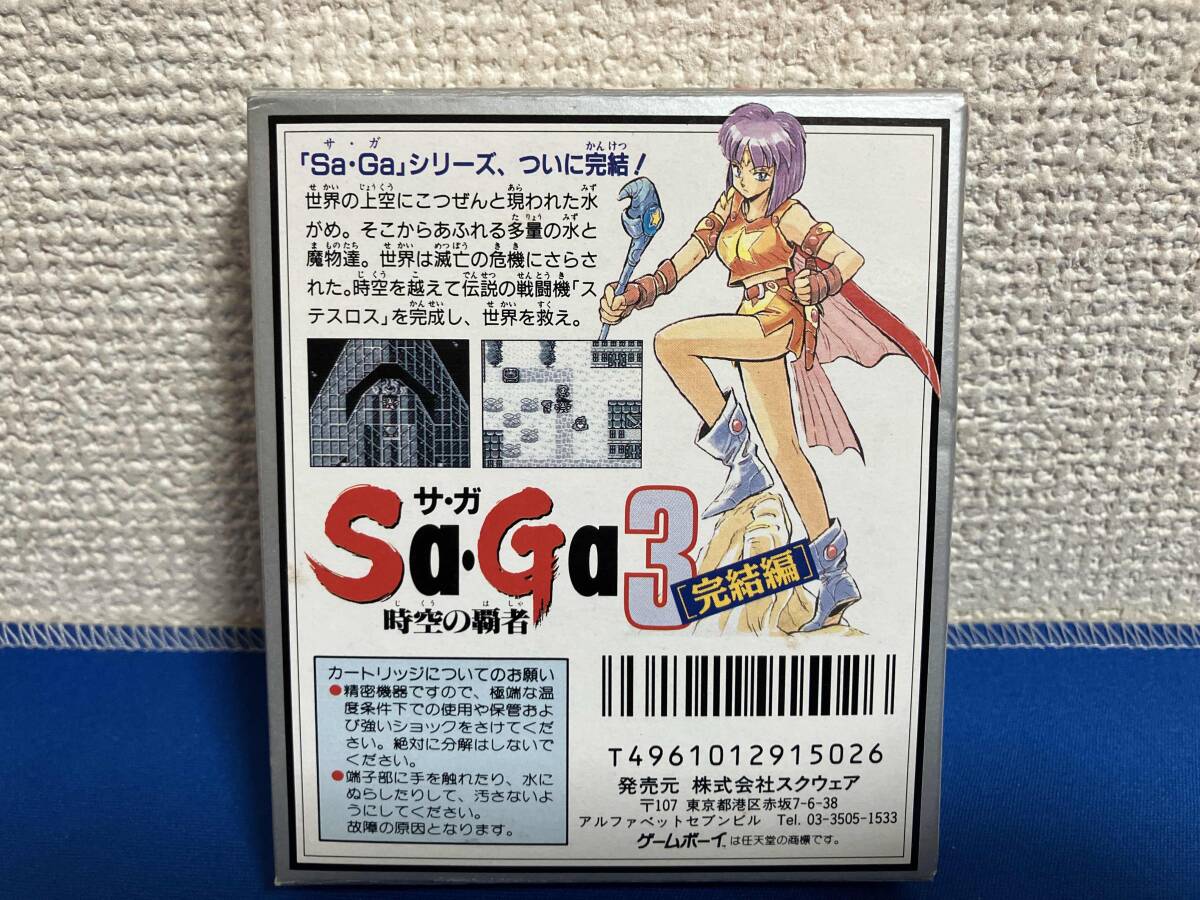 サ・ガ かんけつ
「Sa・Ga」シリーズ、ついに完結！
せかい じょうくう あら みず
世界の上空にこつぜんと現われた水
たりょう みず
がめ。そこからあふれる多量の水と
まものたち せかい めつぼう きき
魔物達。世界は滅亡の危機にさらさ
じくう こ でんせつ せんとうき
れた。時空を越えて伝説の戦闘機「ス
かんせい せかい すく
テスロス」を完成し、世界を救え。
サ・ガ
Sa・Ga3
[完結編]
じくう はしゃ
時空の覇者
カートリッジについてのお願い
●精密機器ですので、極端な温
度条件下での使用や保管およ
び強いショックをさけてくだ
さい。絶対に分解はしないで
ください。
●端子部に手を触れたり、水に
ぬらしたりして、汚さないよ
うにしてください。
故障の原因となります。
T4961012915026
発売元 株式会社スクウェア
〒107 東京都港区赤坂7-6-38
アルファベットセブンビル Tel. 03-3505-1533
ゲームボーイ™は任天堂の商標です。